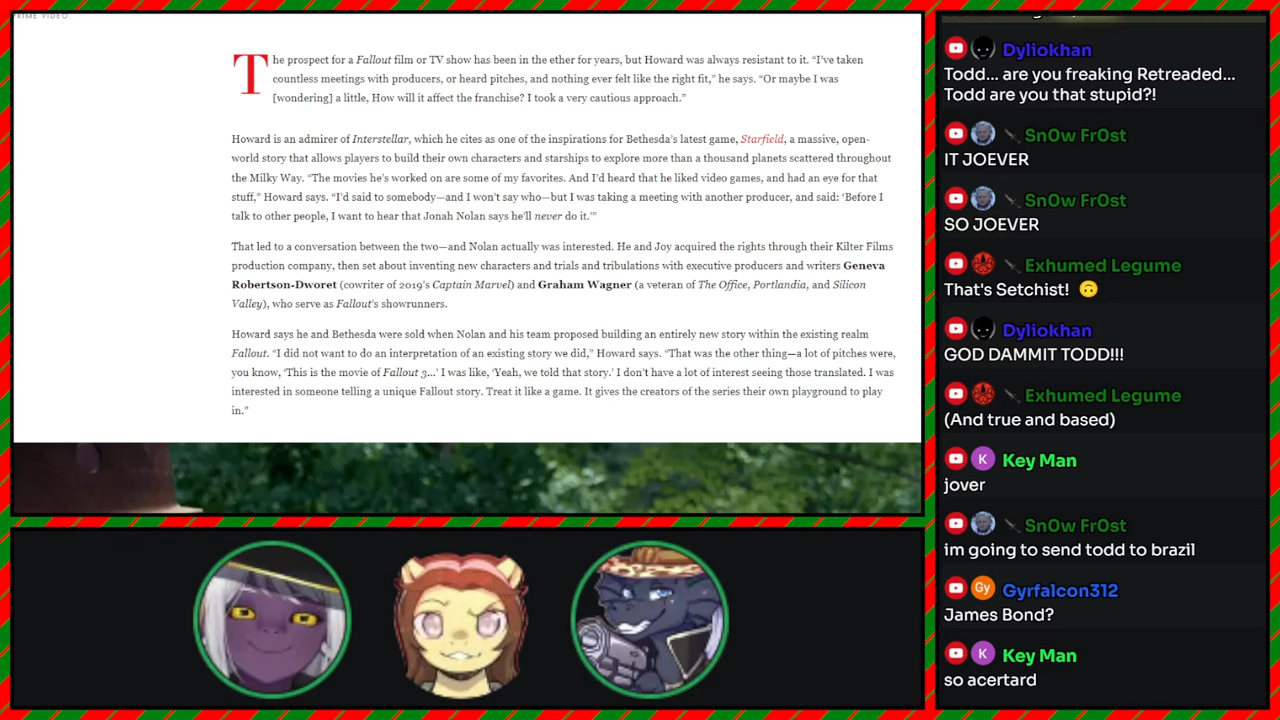 PRIME VIDEO
The prospect for a Fallout film or TV show has been in the ether for years, but Howard was always resistant to it. “I’ve taken
countless meetings with producers, or heard pitches, and nothing ever felt like the right fit,” he says. “Or maybe I was
[wondering] a little, How will it affect the franchise? I took a very cautious approach.”
Howard is an admirer of Interstellar, which he cites as one of the inspirations for Bethesda’s latest game, Starfield, a massive, open-
world story that allows players to build their own characters and starships to explore more than a thousand planets scattered throughout
the Milky Way. “The movies he’s worked on are some of my favorites. And I’d heard that he liked video games, and had an eye for that
stuff,” Howard says. “I’d said to somebody—and I won’t say who—but I was taking a meeting with another producer, and said: ‘Before I
talk to other people, I want to hear that Jonah Nolan says he’ll never do it.’”
That led to a conversation between the two—and Nolan actually was interested. He and Joy acquired the rights through their Kilter Films
production company, then set about inventing new characters and trials and tribulations with executive producers and writers Geneva
Robertson-Dworet (cowriter of 2019’s Captain Marvel) and Graham Wagner (a veteran of The Office, Portlandia, and Silicon
Valley), who serve as Fallout’s showrunners.
Howard says he and Bethesda were sold when Nolan and his team proposed building an entirely new story within the existing realm
Fallout. “I did not want to do an interpretation of an existing story we did,” Howard says. “That was the other thing—a lot of pitches were,
you know, ‘This is the movie of Fallout 3...’ I was like, ‘Yeah, we told that story.’ I don’t have a lot of interest seeing those translated. I was
interested in someone telling a unique Fallout story. Treat it like a game. It gives the creators of the series their own playground to play
in.”
Dyliokhan
Todd... are you freaking Retreaded...
Todd are you that stupid?!
Sn0w Fr0st
IT JOEVER
Sn0w Fr0st
SO JOEVER
Exhumed Legume
That's Setchist! 🙃
Dyliokhan
GOD DAMMIT TODD!!!
Exhumed Legume
(And true and based)
K Key Man
jover
Sn0w Fr0st
im going to send todd to brazil
Gy Gyrfalcon312
James Bond?
K Key Man
so acertard